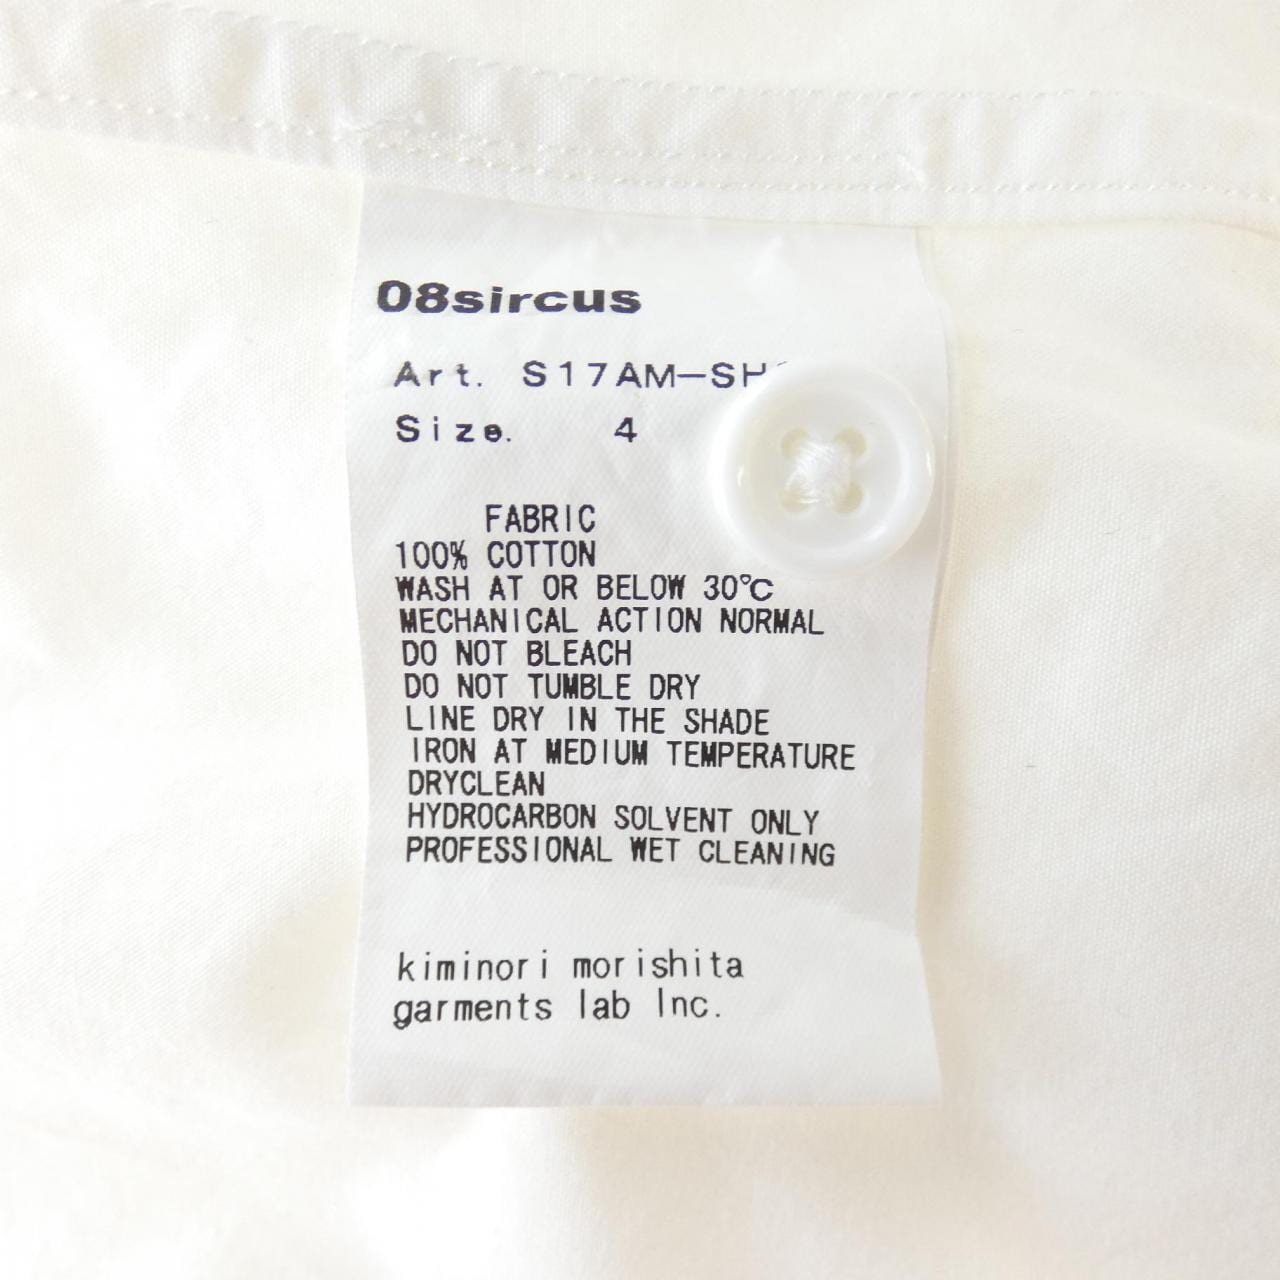 08sircus
Art. S17AM-SH
Size. 4
FABRIC
100% COTTON
WASH AT OR BELOW 30℃
MECHANICAL ACTION NORMAL
DO NOT BLEACH
DO NOT TUMBLE DRY
LINE DRY IN THE SHADE
IRON AT MEDIUM TEMPERATURE
DRYCLEAN
HYDROCARBON SOLVENT ONLY
PROFESSIONAL WET CLEANING
kiminori morishita
garments lab Inc.